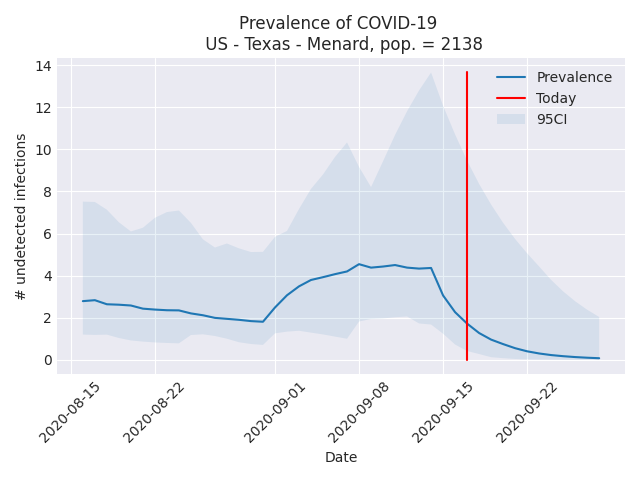 Prevalence of COVID-19
US - Texas - Menard, pop. = 2138
# undetected infections
14
12
10
8
6
4
2
0
Prevalence
Today
95CI
2020-08-15
2020-08-22
2020-09-01
2020-09-08
2020-09-15
2020-09-22
Date